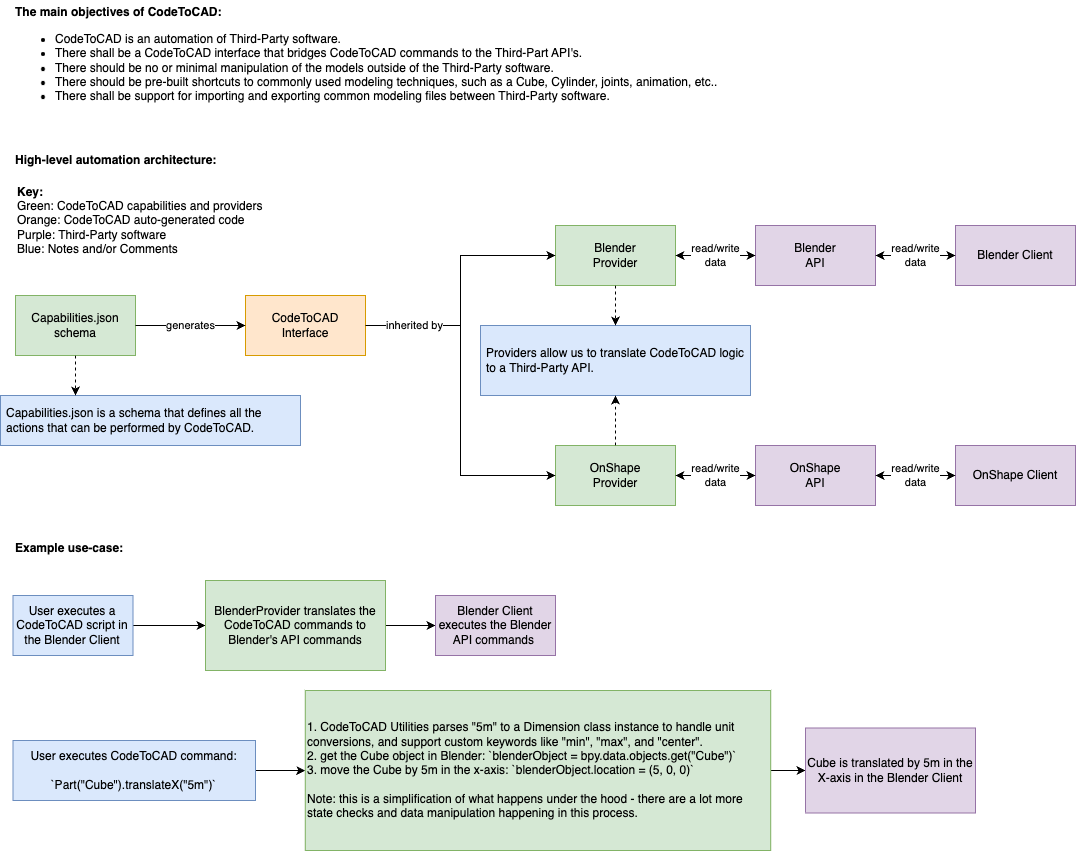 The main objectives of CodeToCAD:
• CodeToCAD is an automation of Third-Party software.
• There shall be a CodeToCAD interface that bridges CodeToCAD commands to the Third-Part API's.
• There should be no or minimal manipulation of the models outside of the Third-Party software.
• There should be pre-built shortcuts to commonly used modeling techniques, such as a Cube, Cylinder, joints, animation, etc..
• There shall be support for importing and exporting common modeling files between Third-Party software.
High-level automation architecture:
Key:
Green: CodeToCAD capabilities and providers
Orange: CodeToCAD auto-generated code
Purple: Third-Party software
Blue: Notes and/or Comments
Capabilities.json
schema
generates
CodeToCAD
Interface
inherited by
Blender
Provider
read/write
data
Blender
API
read/write
data
Blender Client
Providers allow us to translate CodeToCAD logic
to a Third-Party API.
Capabilities.json is a schema that defines all the
actions that can be performed by CodeToCAD.
OnShape
Provider
read/write
data
OnShape
API
read/write
data
OnShape Client
Example use-case:
User executes a
CodeToCAD script in
the Blender Client
BlenderProvider translates the
CodeToCAD commands to
Blender's API commands
Blender Client
executes the Blender
API commands
User executes CodeToCAD command:
`Part("Cube").translateX("5m")`
1. CodeToCAD Utilities parses "5m" to a Dimension class instance to handle unit
conversions, and support custom keywords like "min", "max", and "center".
2. get the Cube object in Blender: `blenderObject = bpy.data.objects.get("Cube")`
3. move the Cube by 5m in the x-axis: `blenderObject.location = (5, 0, 0)`
Note: this is a simplification of what happens under the hood - there are a lot more
state checks and data manipulation happening in this process.
Cube is translated by 5m in the
X-axis in the Blender Client